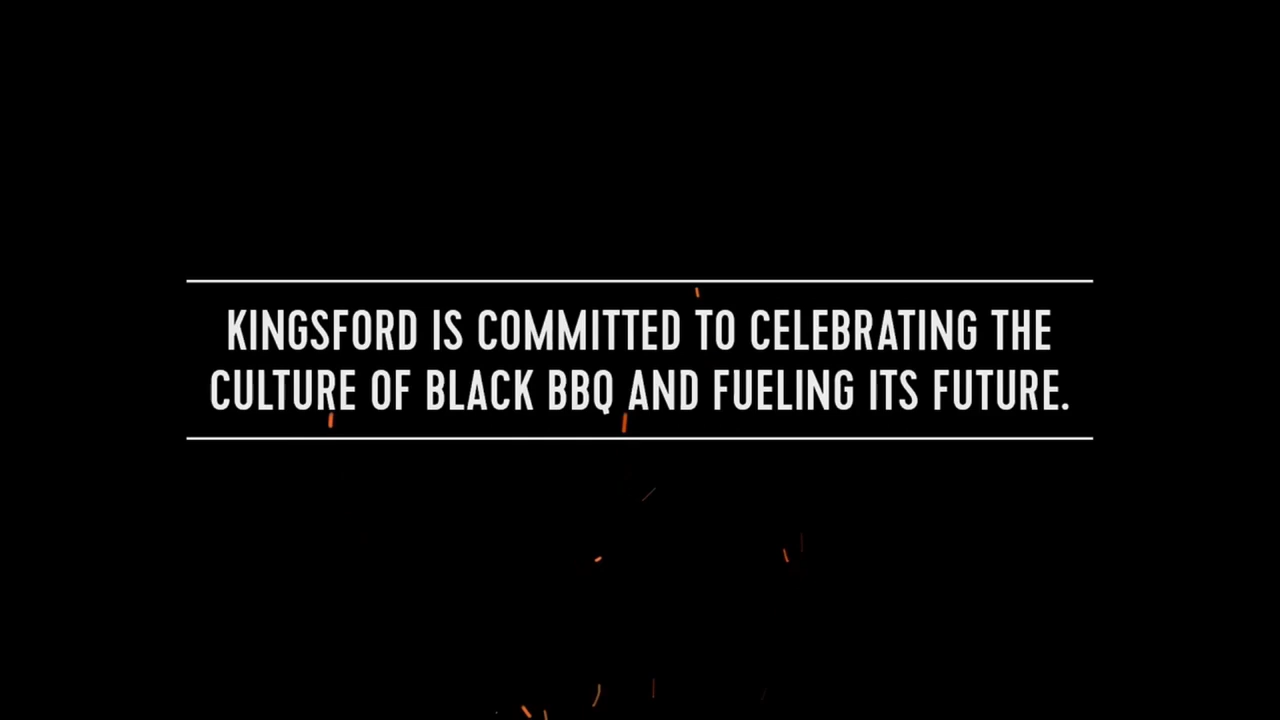 KINGSFORD IS COMMITTED TO CELEBRATING THE
CULTURE OF BLACK BBQ AND FUELING ITS FUTURE.